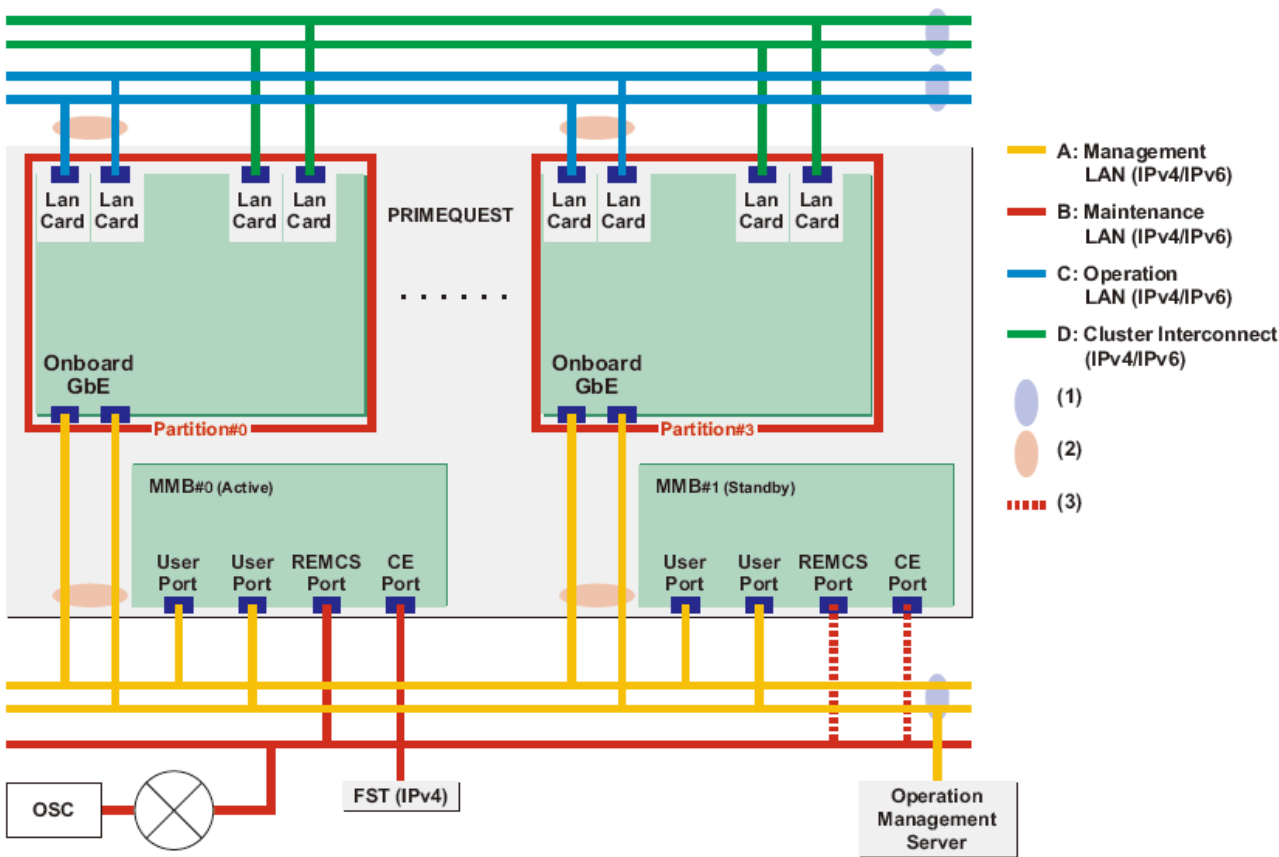 Lan Card
Lan Card
Lan Card
Lan Card
PRIMEQUEST
Lan Card
Lan Card
Lan Card
Lan Card
. . . . . .
Onboard
GbE
Partition#0
Onboard
GbE
Partition#3
MMB#0 (Active)
User Port
User Port
REMCS Port
CE Port
MMB#1 (Standby)
User Port
User Port
REMCS Port
CE Port
OSC
FST (IPv4)
Operation
Management
Server
A: Management
LAN (IPv4/IPv6)
B: Maintenance
LAN (IPv4/IPv6)
C: Operation
LAN (IPv4/IPv6)
D: Cluster Interconnect
(IPv4/IPv6)
(1)
(2)
(3)